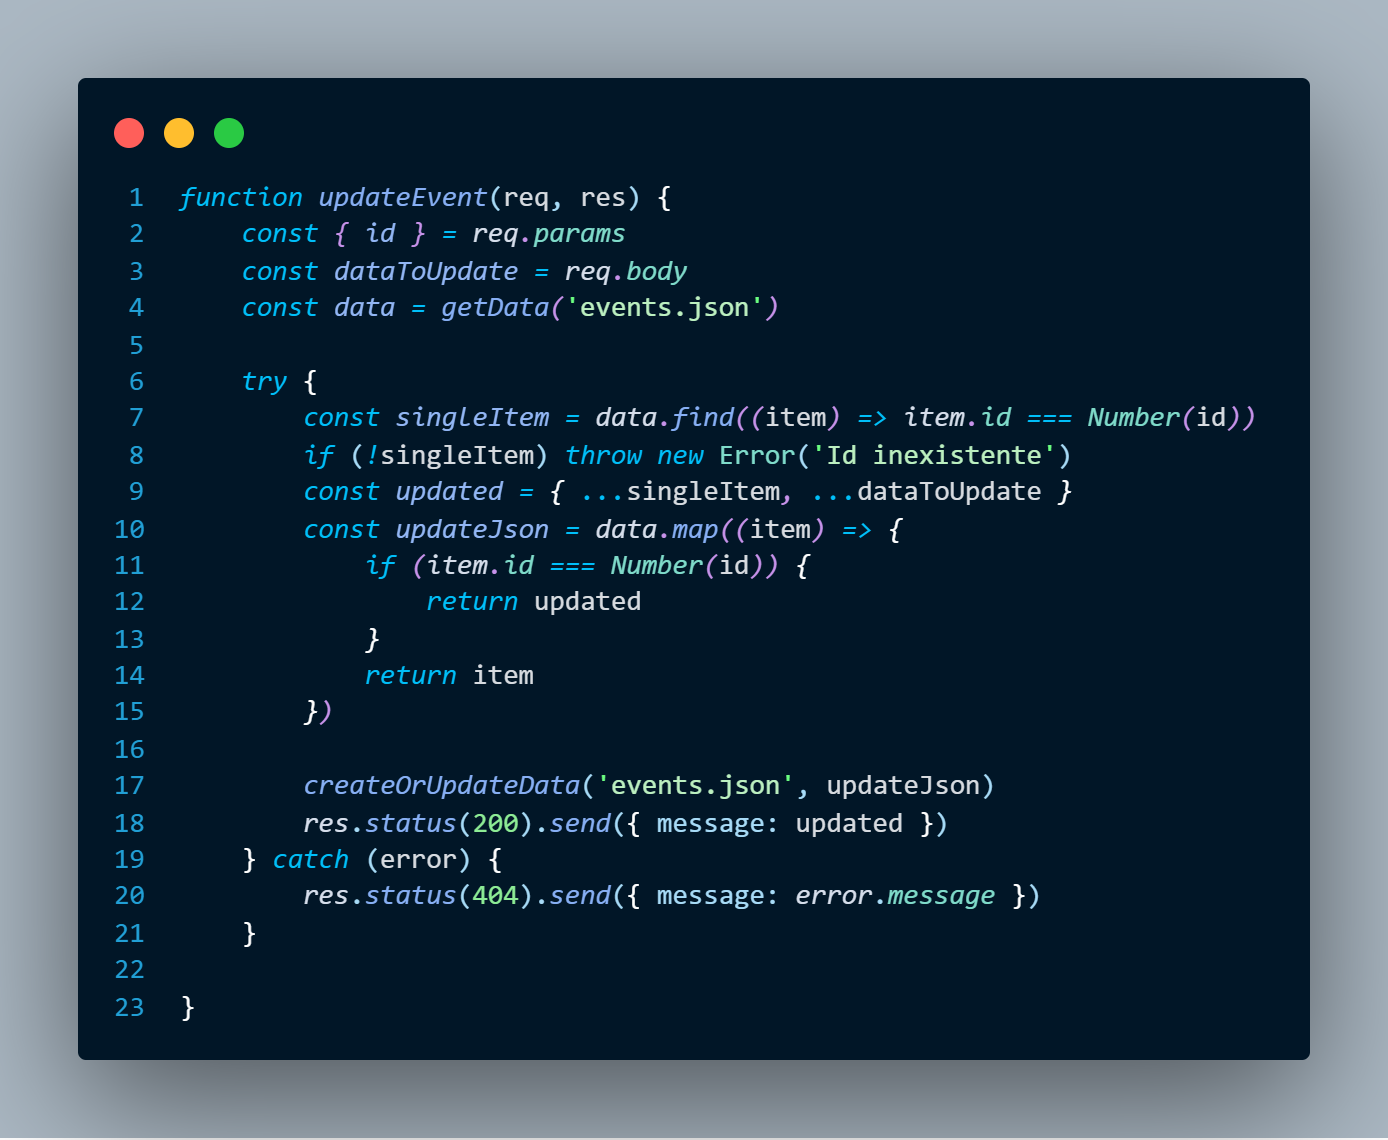 1 function updateEvent(req, res) {
2     const { id } = req.params
3     const dataToUpdate = req.body
4     const data = getData('events.json')
5
6     try {
7         const singleItem = data.find((item) => item.id === Number(id))
8         if (!singleItem) throw new Error('Id inexistente')
9         const updated = { ...singleItem, ...dataToUpdate }
10         const updateJson = data.map((item) => {
11             if (item.id === Number(id)) {
12                 return updated
13             }
14             return item
15         })
16
17         createOrUpdateData('events.json', updateJson)
18         res.status(200).send({ message: updated })
19     } catch (error) {
20         res.status(404).send({ message: error.message })
21     }
22
23 }